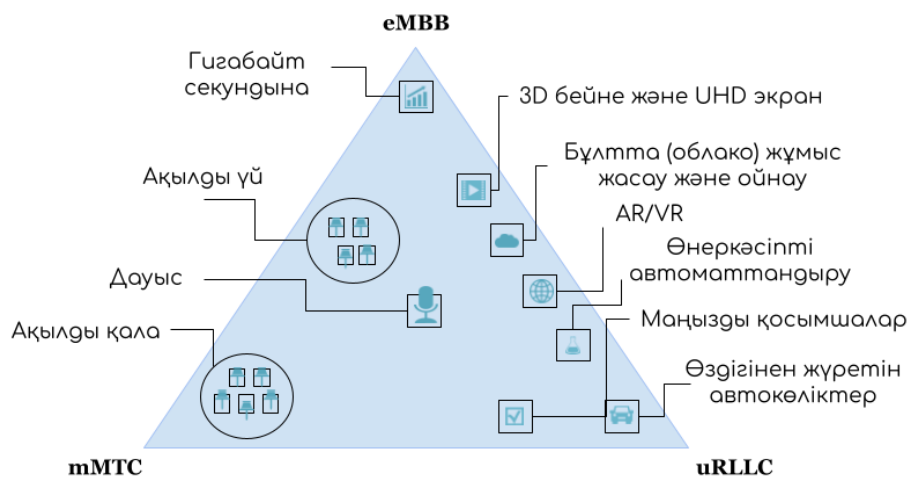 eMBB
Гигабайт
секундына
3D бейне және UHD экран
Бұлтта (облако) жұмыс
жасау және ойнау
Ақылды үй
AR/VR
Өнеркәсіпті
автоматтандыру
Дауыс
Маңызды қосымшалар
Ақылды қала
Өздігінен жүретін
автокөліктер
mMTC
uRLLC